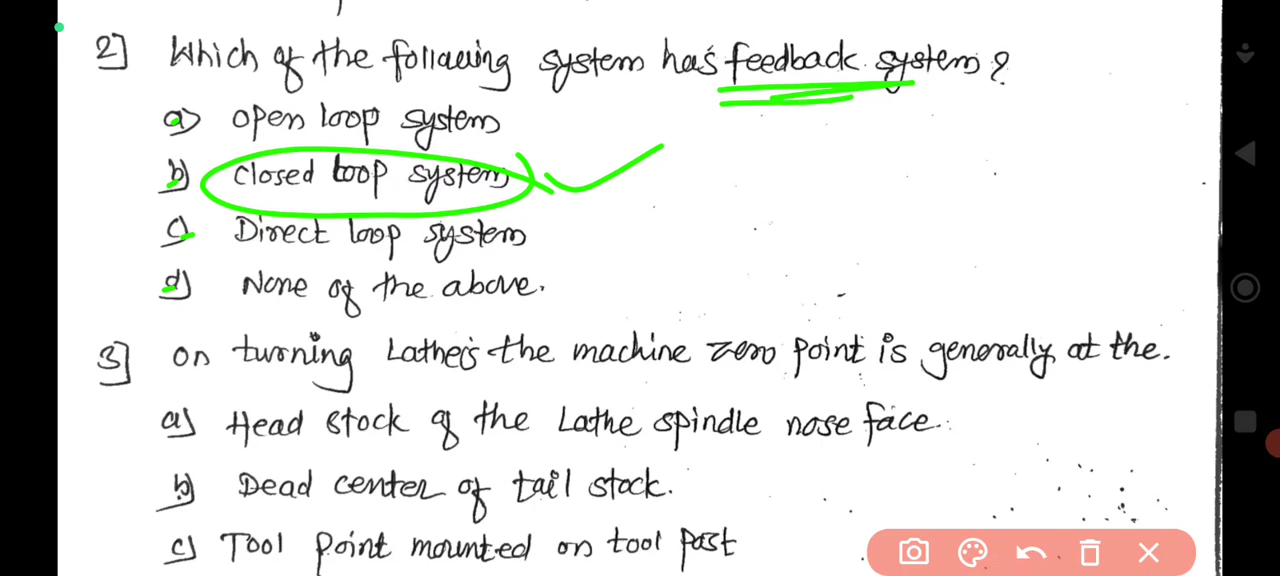 2] Which of the following system has feedback system?
a) open loop system
b) closed loop system
c) Direct loop system
d) None of the above.
3] on turning Lathe's the machine zero point is generally at the.
a) Head stock of the Lathe spindle nose face.
b) Dead center of tail stock.
c) Tool point mounted on tool post